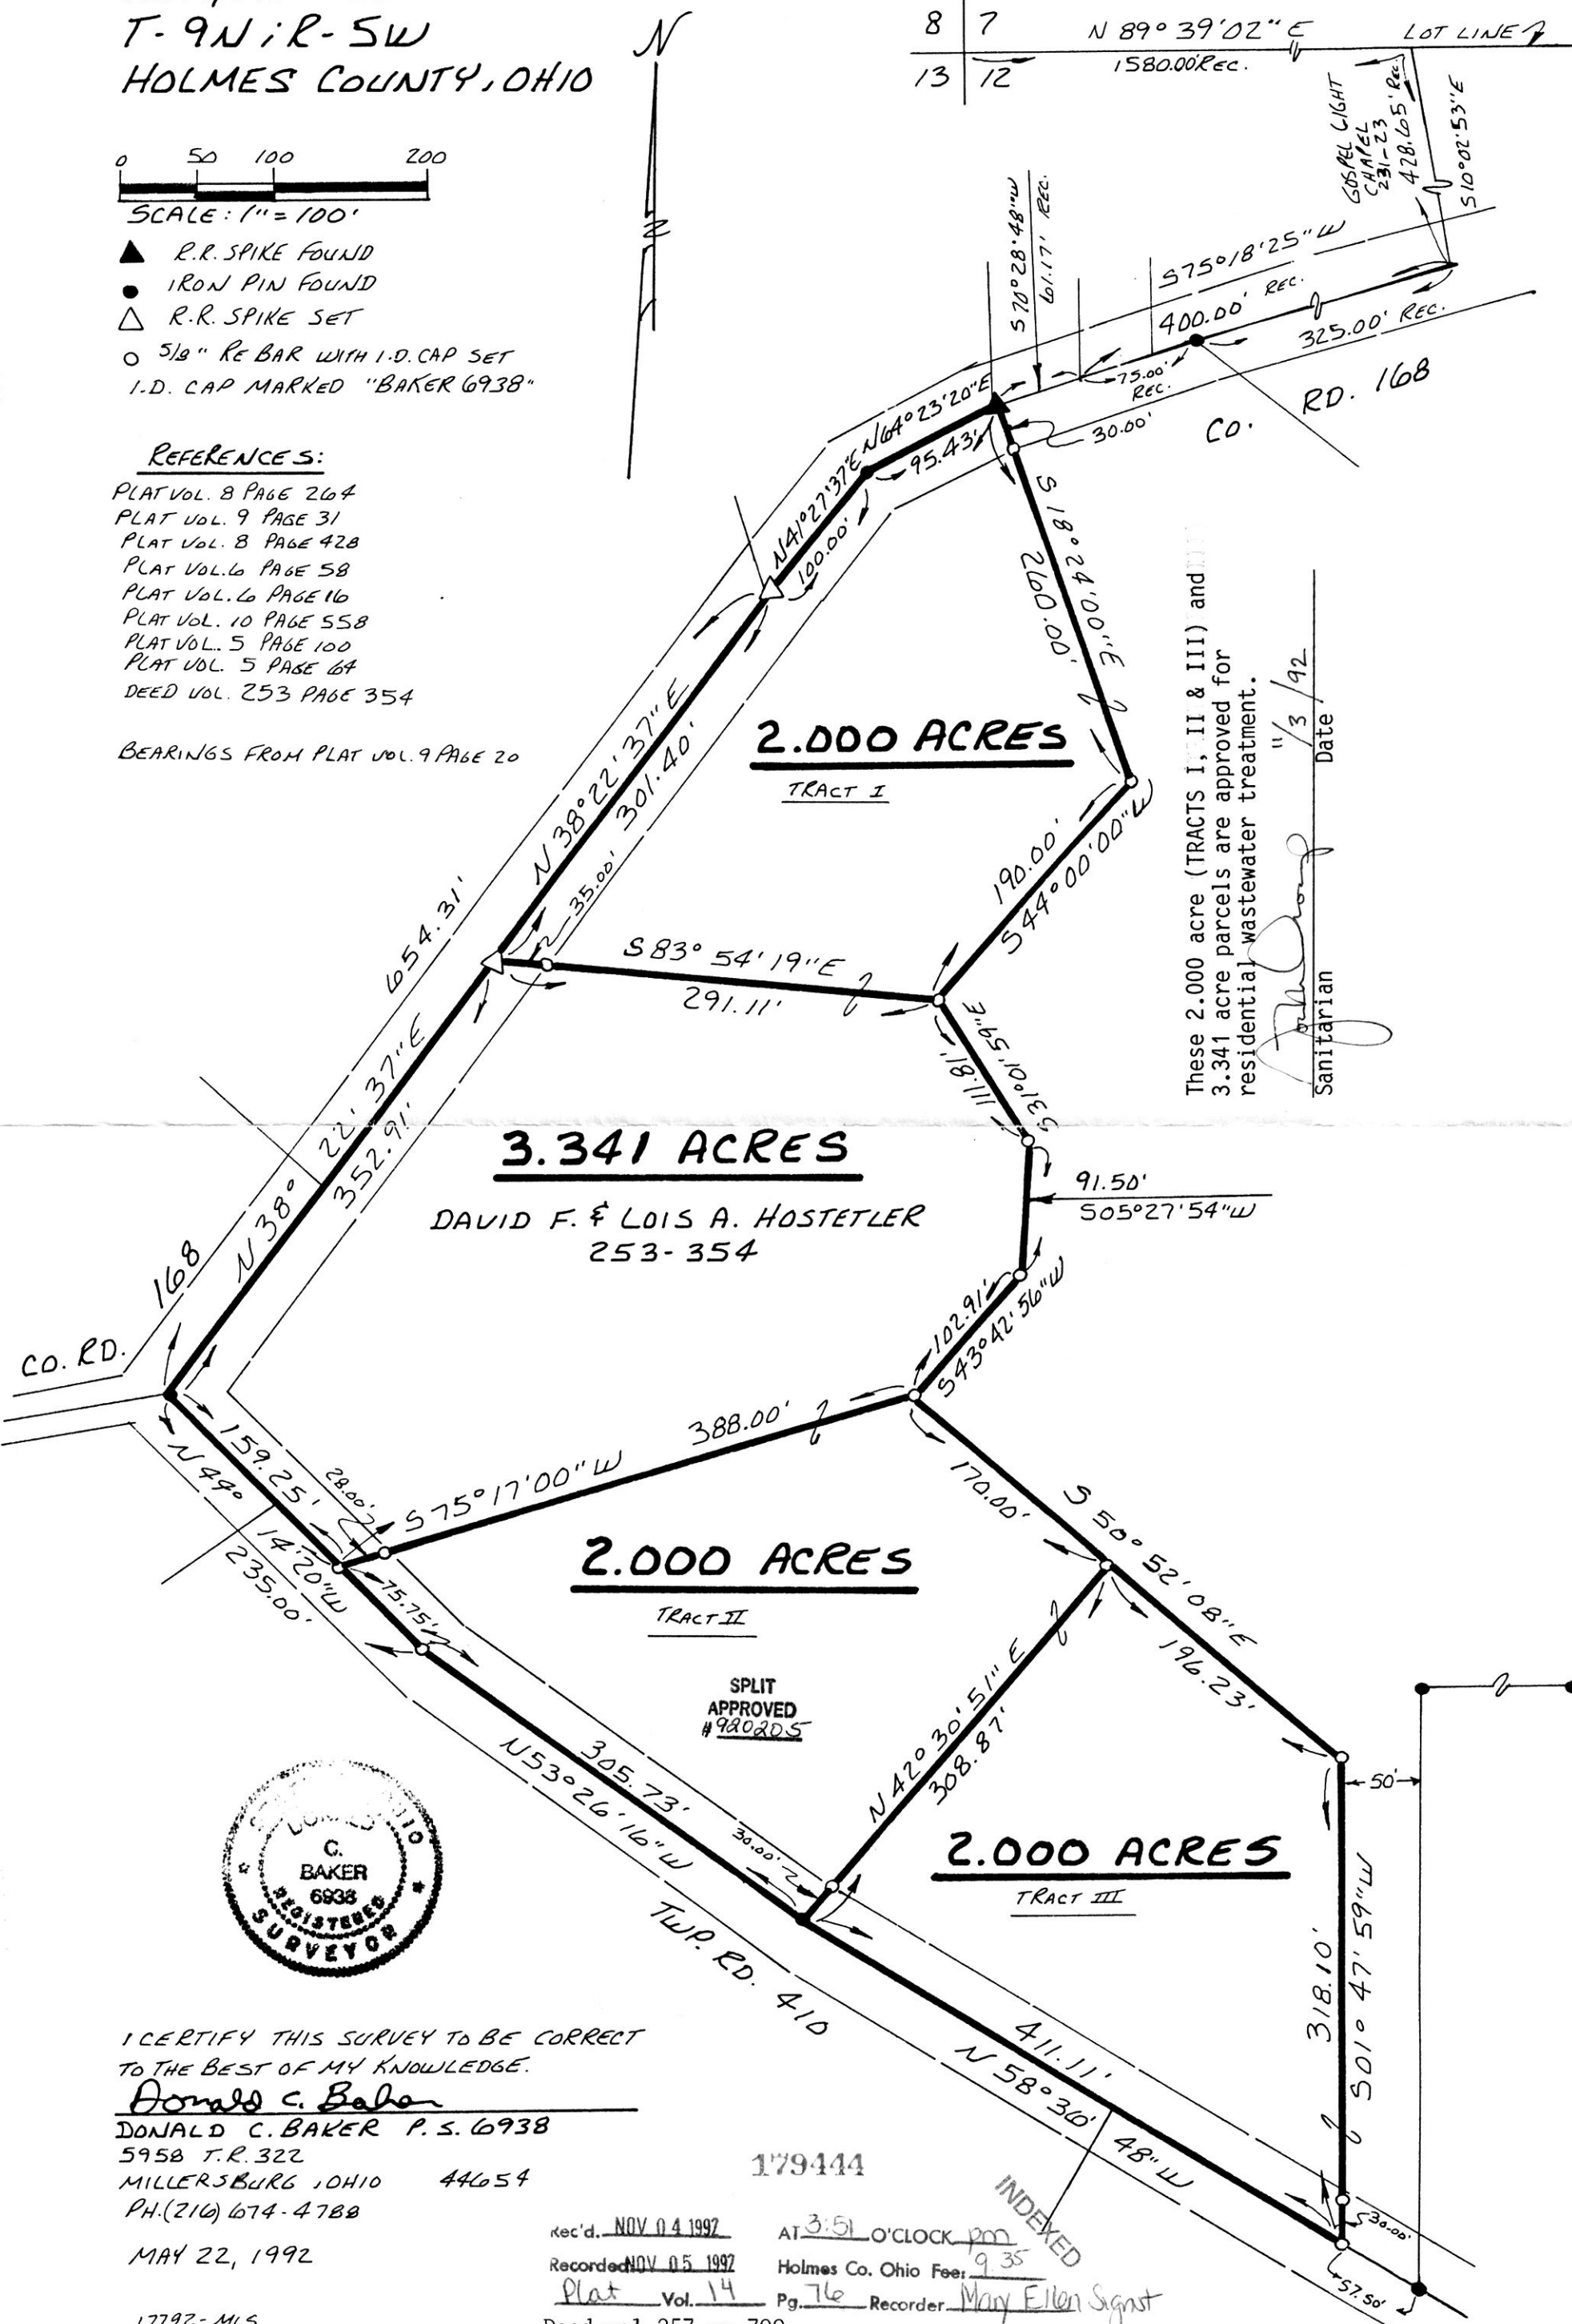 T-9N; R-5W
HOLMES COUNTY, OHIO
N
8 7
13 12
N 89° 39' 02" E
1580.00' REC.
LOT LINE
0 50 100 200
SCALE: 1" = 100'
R.R. SPIKE FOUND
IRON PIN FOUND
R.R. SPIKE SET
5/8" REBAR WITH I.D. CAP SET
I.D. CAP MARKED "BAKER 6938"
REFERENCES:
PLAT VOL. 8 PAGE 264
PLAT VOL. 9 PAGE 31
PLAT VOL. 8 PAGE 428
PLAT VOL. 6 PAGE 58
PLAT VOL. 6 PAGE 16
PLAT VOL. 10 PAGE 558
PLAT VOL. 5 PAGE 100
PLAT VOL. 5 PAGE 64
DEED VOL. 253 PAGE 354
BEARINGS FROM PLAT VOL. 9 PAGE 20
GOSPEL LIGHT
CHAPEL
231-23
428.65' REC.
S10°02'53"E
S75°18'25"W
400.00' REC.
325.00' REC.
75.00'
REC.
S70°28'48"W
61.17' REC.
CO. RD. 168
30.00'
N64°23'20"E
95.43'
N41°27'37"E
100.00'
S 18°24'00"E
260.00'
2.000 ACRES
TRACT I
N 38°22'37"E
301.40'
35.00'
190.00'
S44°00'00"W
654.31'
S 83° 54' 19"E
291.11'
S31°01'59"E
111.81'
These 2.000 acre (TRACTS I, II & III) and
3.341 acre parcels are approved for
residential wastewater treatment.
11/3/92
Sanitarian Date
N 38° 22' 37"E
352.91'
3.341 ACRES
DAVID F. & LOIS A. HOSTETLER
253-354
91.50'
S05°27'54"W
102.91'
S43°42'56"W
CO. RD. 168
159.25'
N 49° 14' 20"W
235.00'
28.00'
75.75'
388.00'
S75°17'00"W
2.000 ACRES
TRACT II
170.00'
S 50° 52' 08"E
196.23'
SPLIT
APPROVED
#920205
N 42° 30' 51" E
308.87'
305.73'
N53°26'16"W
30.00'
50'
2.000 ACRES
TRACT III
318.10'
S01° 47' 59"W
TWP. RD. 410
411.11'
N 58° 36' 48"W
30.00'
57.50'
C.
BAKER
6938
REGISTERED
SURVEYOR
I CERTIFY THIS SURVEY TO BE CORRECT
TO THE BEST OF MY KNOWLEDGE.
Donald C. Baker
DONALD C. BAKER P.S. 6938
5958 T.R. 322
MILLERSBURG, OHIO 44654
PH. (216) 674-4788
MAY 22, 1992
179444
INDEXED
Rec'd. NOV 04 1992 AT 3:51 O'CLOCK pm
Recorded NOV 05 1992 Holmes Co. Ohio Fee: 9.35
Plat Vol. 14 Pg. 76 Recorder Mary Ellen Signst